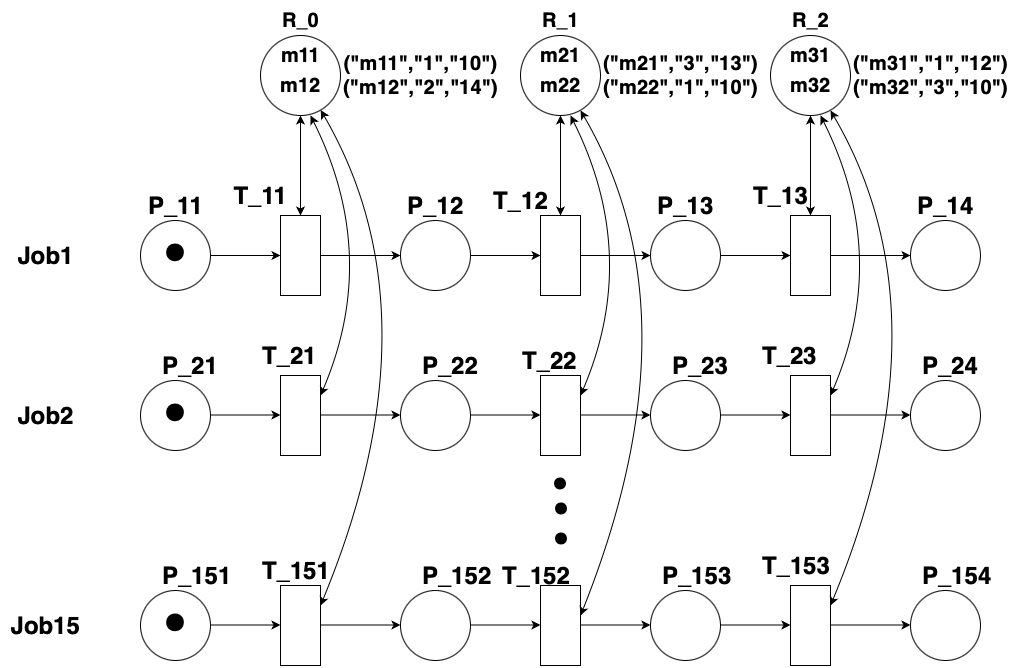 R_0 R_1 R_2
m11 ("m11","1","10") m21 ("m21","3","13") m31 ("m31","1","12")
m12 ("m12","2","14") m22 ("m22","1","10") m32 ("m32","3","10")
P_11 T_11 P_12 T_12 P_13 T_13 P_14
Job1
P_21 T_21 P_22 T_22 P_23 T_23 P_24
Job2
P_151 T_151 P_152 T_152 P_153 T_153 P_154
Job15